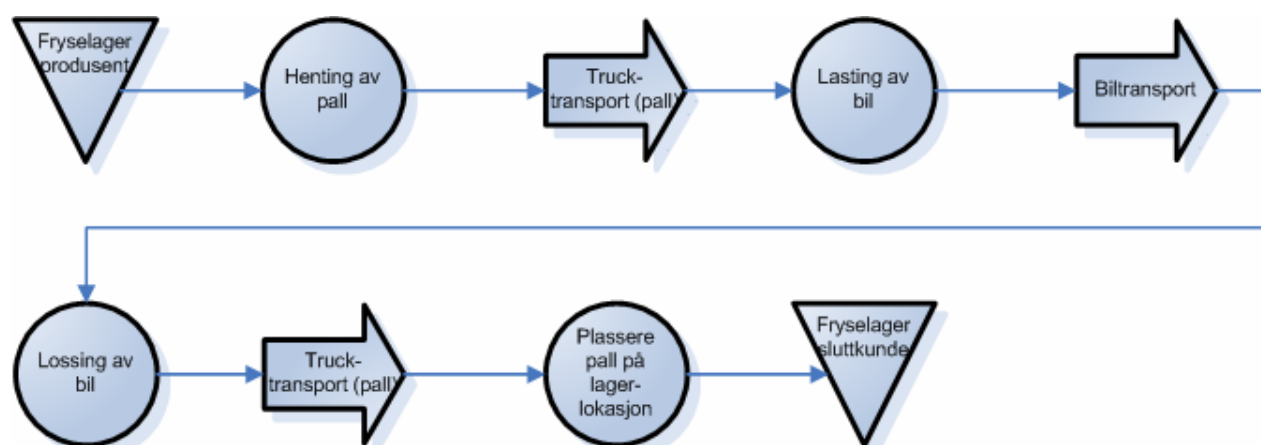 Fryselager
produsent
Henting av
pall
Truck-
transport (pall)
Lasting av
bil
Biltransport
Lossing av
bil
Truck-
transport (pall)
Plassere
pall på
lager-
lokasjon
Fryselager
sluttkunde